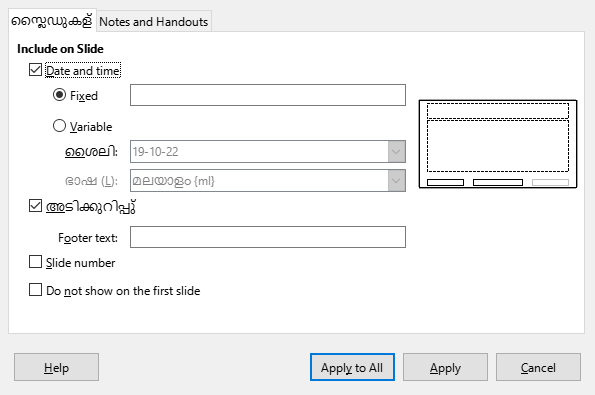 സ്ലൈഡുകള് Notes and Handouts
Include on Slide
Date and time
Fixed
Variable
ശൈലി: 19-10-22
ഭാഷ (L): മലയാളം {ml}
അടിക്കുറിപ്പു്
Footer text:
Slide number
Do not show on the first slide
Help Apply to All Apply Cancel